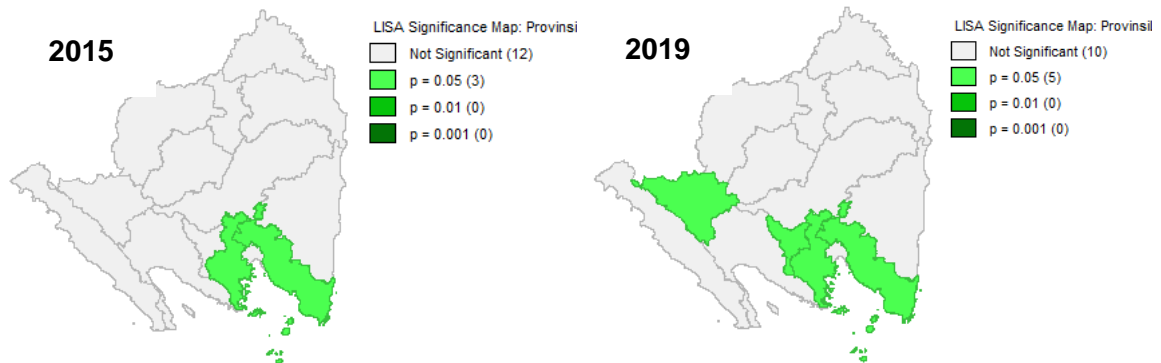 2015
LISA Significance Map: Provinsi
Not Significant (12)
p = 0.05 (3)
p = 0.01 (0)
p = 0.001 (0)
2019
LISA Significance Map: Provinsi
Not Significant (10)
p = 0.05 (5)
p = 0.01 (0)
p = 0.001 (0)